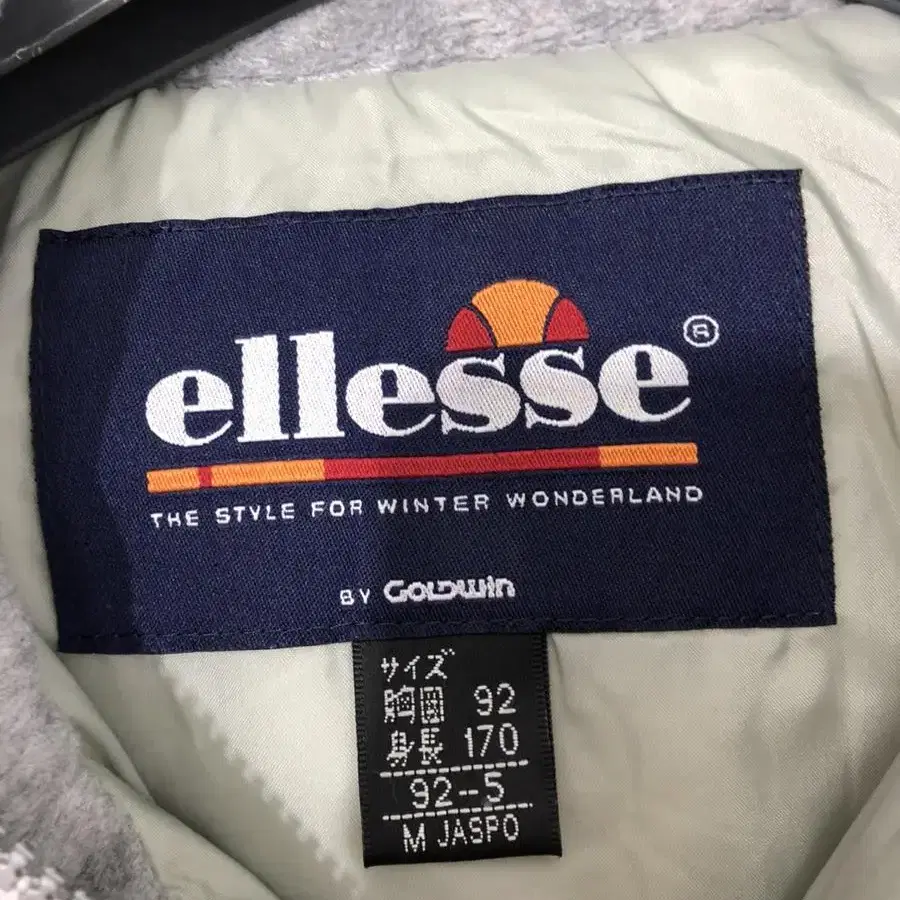 ellesse®
THE STYLE FOR WINTER WONDERLAND
BY GOLDWIN
サイズ
胸囲 92
身長 170
92--5
M JASPO